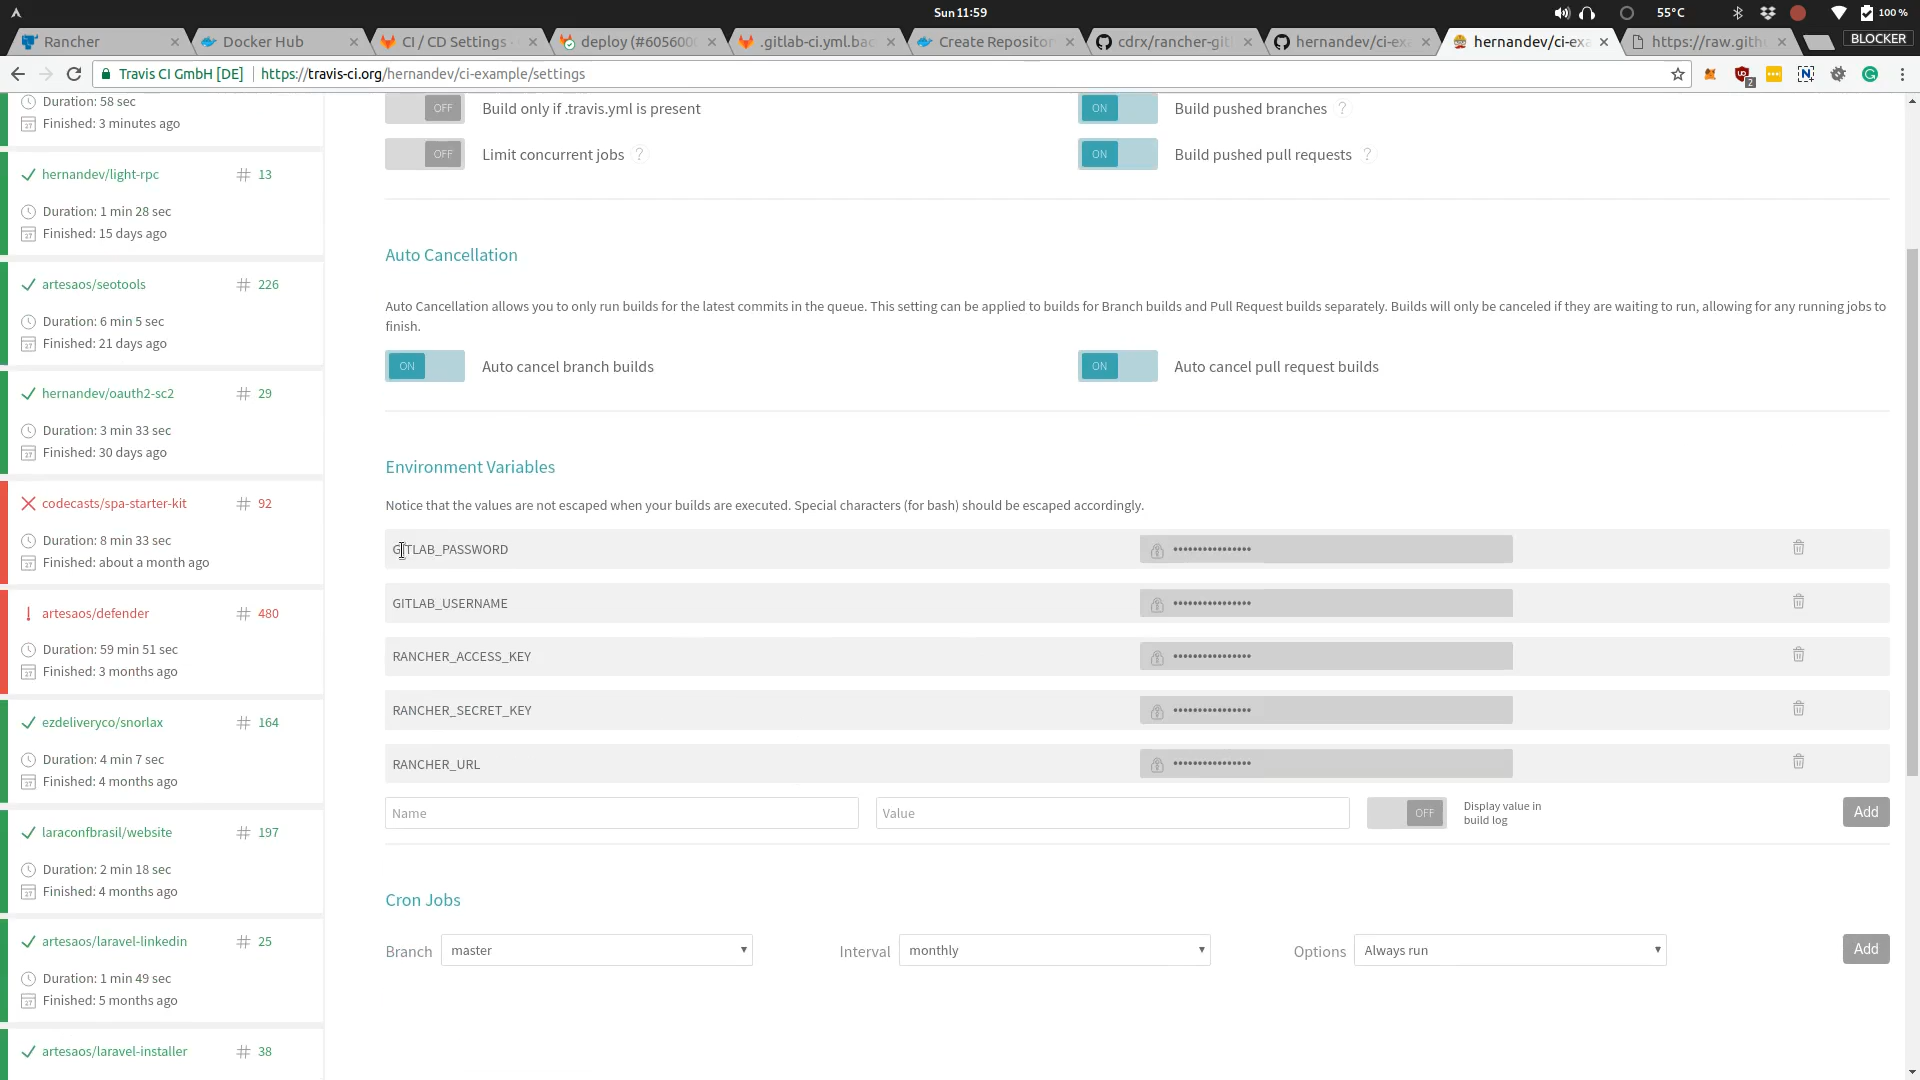 Sun 11:59
55°C
100 %
Rancher
Docker Hub
CI / CD Settings
deploy (#605600
.gitlab-ci.yml.bac
Create Repositor
cdrx/rancher-git
hernandev/ci-exa
hernandev/ci-exa
https://raw.gith
BLOCKER
Travis CI GmbH [DE]
https://travis-ci.org/hernandev/ci-example/settings
2
Duration: 58 sec
Finished: 3 minutes ago
hernandev/light-rpc # 13
Duration: 1 min 28 sec
Finished: 15 days ago
artesaos/seotools # 226
Duration: 6 min 5 sec
Finished: 21 days ago
hernandev/oauth2-sc2 # 29
Duration: 3 min 33 sec
Finished: 30 days ago
codecasts/spa-starter-kit # 92
Duration: 8 min 33 sec
Finished: about a month ago
artesaos/defender # 480
Duration: 59 min 51 sec
Finished: 3 months ago
ezdeliveryco/snorlax # 164
Duration: 4 min 7 sec
Finished: 4 months ago
laraconfbrasil/website # 197
Duration: 2 min 18 sec
Finished: 4 months ago
artesaos/laravel-linkedin # 25
Duration: 1 min 49 sec
Finished: 5 months ago
artesaos/laravel-installer # 38
OFF Build only if .travis.yml is present
ON Build pushed branches ?
OFF Limit concurrent jobs ?
ON Build pushed pull requests ?
Auto Cancellation
Auto Cancellation allows you to only run builds for the latest commits in the queue. This setting can be applied to builds for Branch builds and Pull Request builds separately. Builds will only be canceled if they are waiting to run, allowing for any running jobs to
finish.
ON Auto cancel branch builds
ON Auto cancel pull request builds
Environment Variables
Notice that the values are not escaped when your builds are executed. Special characters (for bash) should be escaped accordingly.
GITLAB_PASSWORD ••••••••••••••••
GITLAB_USERNAME ••••••••••••••••
RANCHER_ACCESS_KEY ••••••••••••••••
RANCHER_SECRET_KEY ••••••••••••••••
RANCHER_URL ••••••••••••••••
Name
Value
OFF
Display value in
build log
Add
Cron Jobs
Branch master
Interval monthly
Options Always run
Add